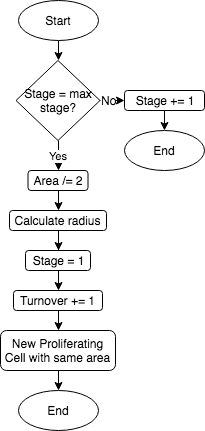 Start
Stage = max
stage?
No
Stage += 1
End
Yes
Area /= 2
Calculate radius
Stage = 1
Turnover += 1
New Proliferating
Cell with same area
End